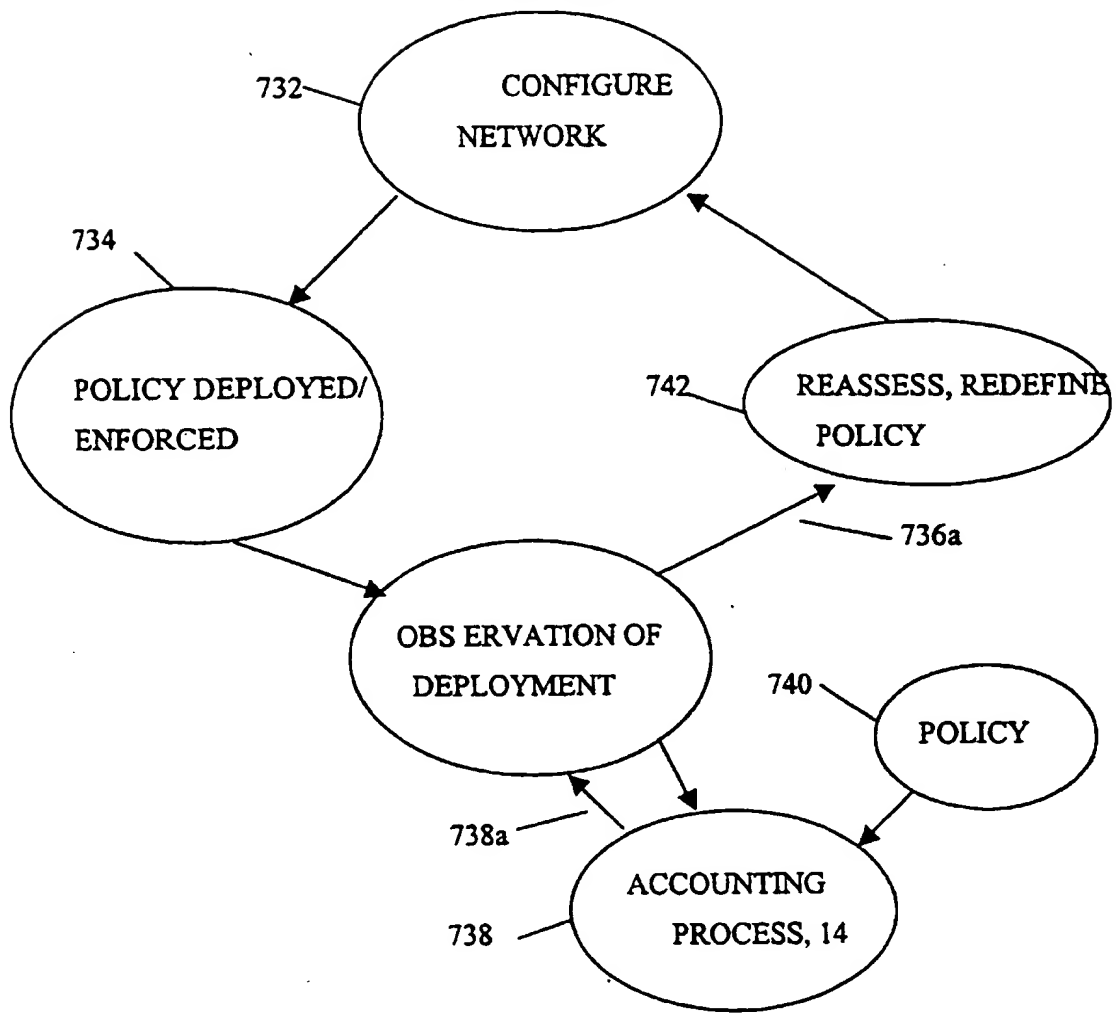 732
CONFIGURE
NETWORK
734
POLICY DEPLOYED/
ENFORCED
742
REASSESS, REDEFINE
POLICY
736a
OBS ERVATION OF
DEPLOYMENT
740
POLICY
738a
ACCOUNTING
PROCESS, 14
738